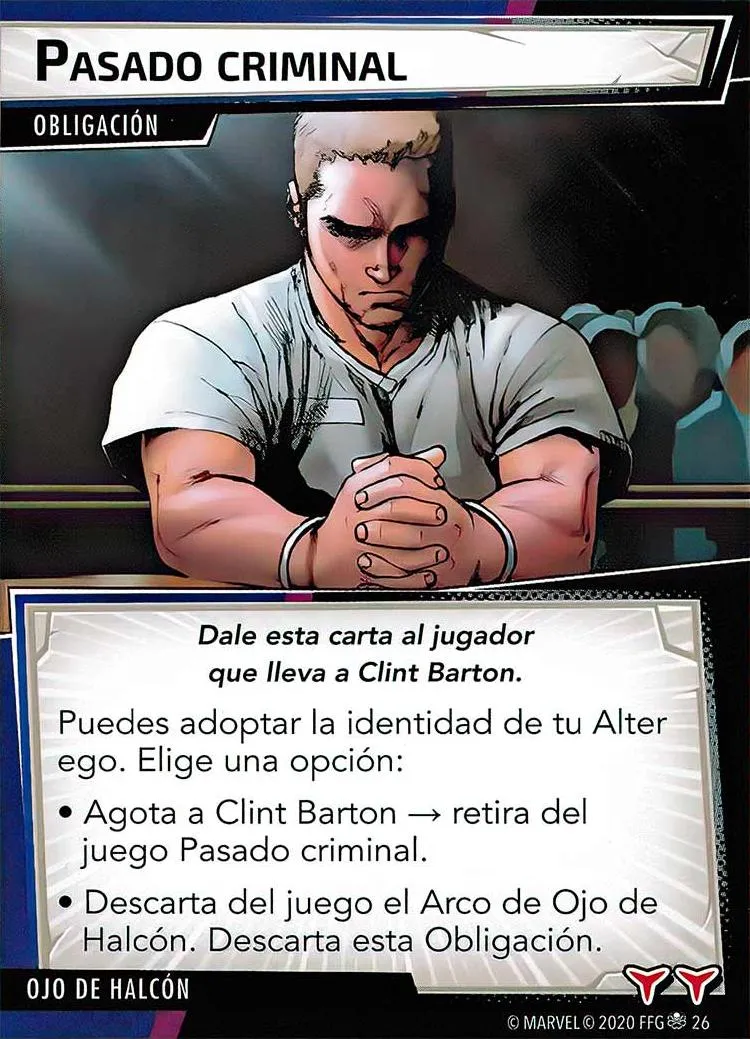 PASADO CRIMINAL
OBLIGACIÓN
Dale esta carta al jugador
que lleva a Clint Barton.
Puedes adoptar la identidad de tu Alter
ego. Elige una opción:
• Agota a Clint Barton → retira del
juego Pasado criminal.
• Descarta del juego el Arco de Ojo de
Halcón. Descarta esta Obligación.
OJO DE HALCÓN
© MARVEL © 2020 FFG 26